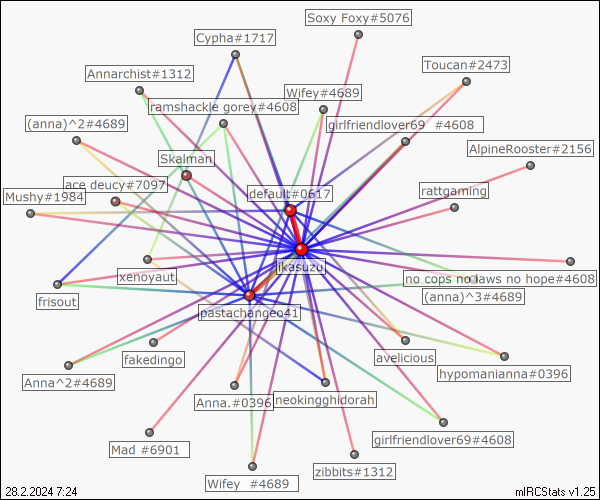 Soxy Foxy#5076
Cypha#1717
Toucan#2473
Annarchist#1312
Wifey#4689
ramshackle gorey#4608
(anna)^2#4689
girlfriendlover69 #4608
AlpineRooster#2156
Skalman
ace deucy#7097
default#0617
rattgaming
Mushy#1984
jikasuzu
xenoyaut
no cops no laws no hope#4608
frisout
(anna)^3#4689
pastachangeo41
fakedingo
avelicious
hypomanianna#0396
Anna^2#4689
Anna.#0396
neokingghidorah
girlfriendlover69#4608
Mad #6901
zibbits#1312
Wifey #4689
28.2.2024 7:24
mIRCStats v1.25